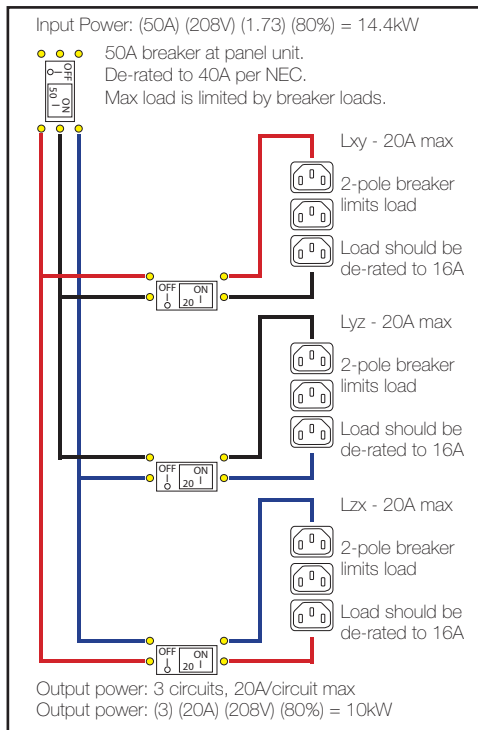 Input Power: (50A) (208V) (1.73) (80%) = 14.4kW
50A breaker at panel unit.
De-rated to 40A per NEC.
Max load is limited by breaker loads.
OFF
ON
50
Lxy - 20A max
2-pole breaker
limits load
Load should be
de-rated to 16A
OFF
ON
20
Lyz - 20A max
2-pole breaker
limits load
Load should be
de-rated to 16A
OFF
ON
20
Lzx - 20A max
2-pole breaker
limits load
Load should be
de-rated to 16A
OFF
ON
20
Output power: 3 circuits, 20A/circuit max
Output power: (3) (20A) (208V) (80%) = 10kW